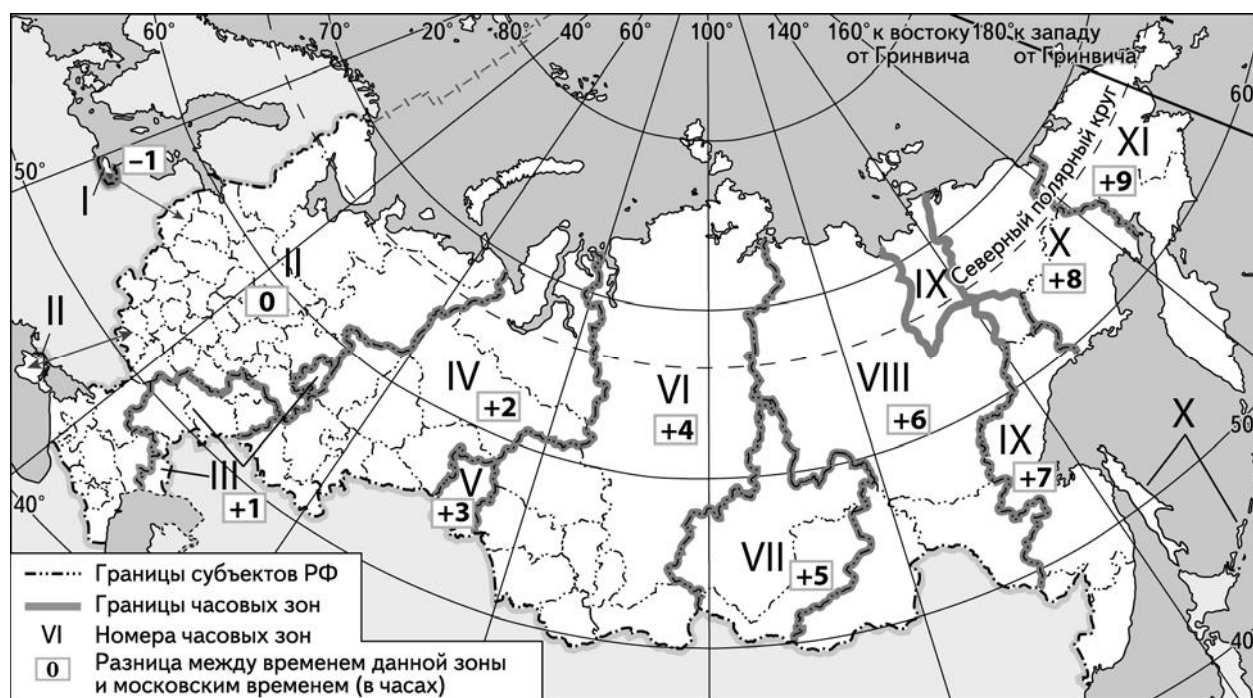 60°
70°
20°
80°
40°
60°
100°
140°
160° к востоку
от Гринвича
180° к западу
от Гринвича
60°
50°
–1
I
II
0
II
IV
+2
V
+3
III
+1
VI
+4
VII
+5
VIII
+6
IX
IX
+7
Северный полярный круг
X
+8
XI
+9
X
50°
40°
40°
Границы субъектов РФ
Границы часовых зон
VI Номера часовых зон
0 Разница между временем данной зоны
и московским временем (в часах)